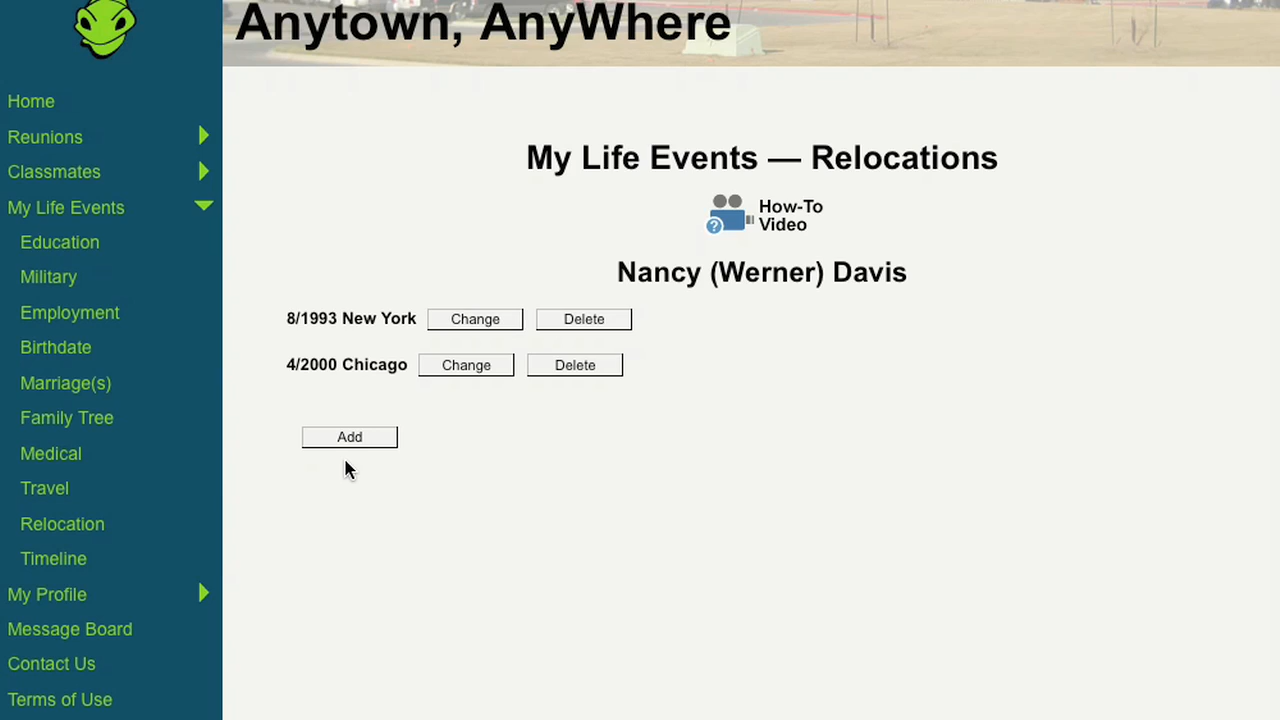 Anytown, AnyWhere
Home
Reunions
Classmates
My Life Events
Education
Military
Employment
Birthdate
Marriage(s)
Family Tree
Medical
Travel
Relocation
Timeline
My Profile
Message Board
Contact Us
Terms of Use
My Life Events — Relocations
?
How-To
Video
Nancy (Werner) Davis
8/1993 New York Change Delete
4/2000 Chicago Change Delete
Add